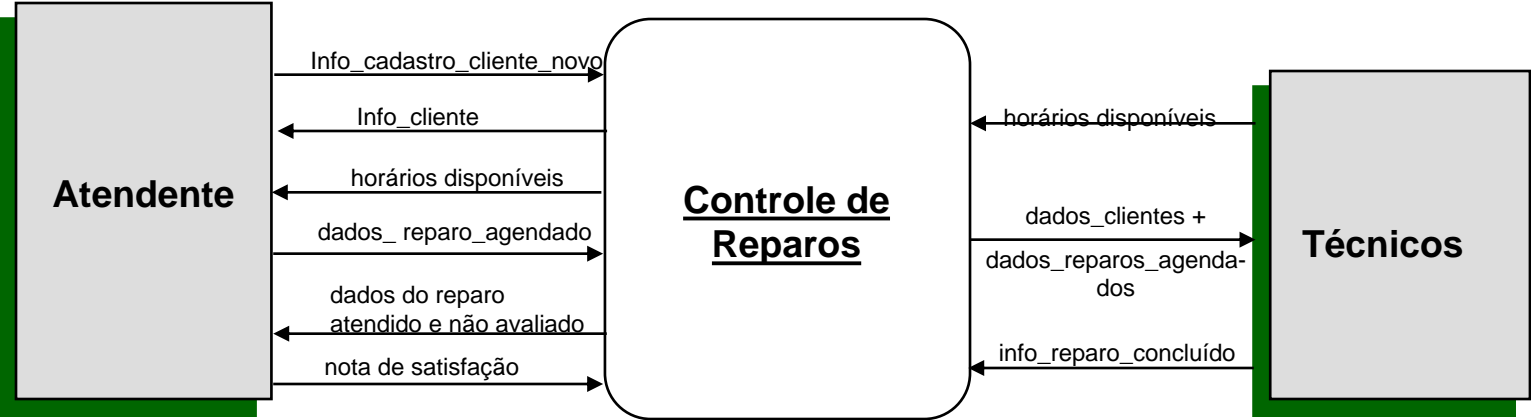 Atendente
Info_cadastro_cliente_novo
Info_cliente
horários disponíveis
dados_ reparo_agendado
dados do reparo
atendido e não avaliado
nota de satisfação
Controle de
Reparos
horários disponíveis
dados_clientes +
dados_reparos_agenda-
dos
info_reparo_concluído
Técnicos